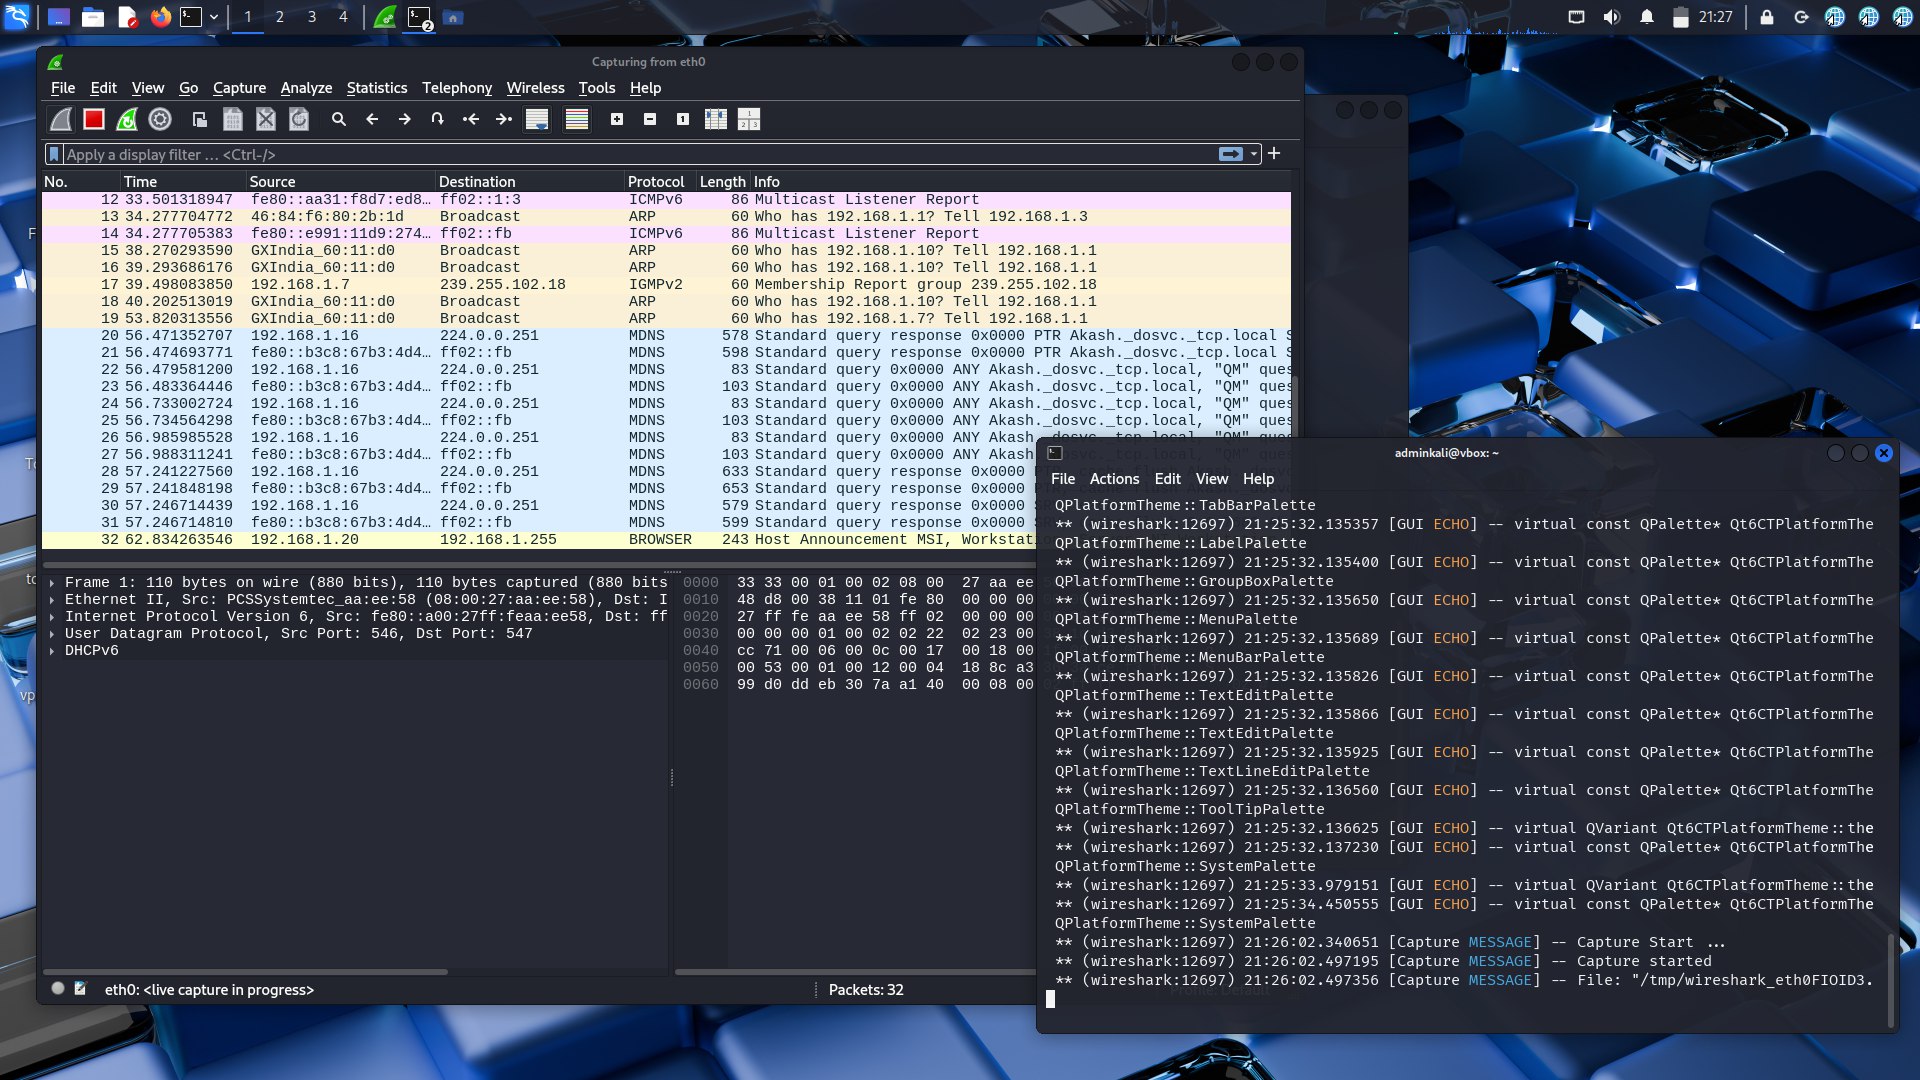 1 2 3 4
2
21:27
Capturing from eth0
File Edit View Go Capture Analyze Statistics Telephony Wireless Tools Help
Apply a display filter … <Ctrl-/>
No. Time Source Destination Protocol Length Info
12 33.501318947 fe80::aa31:f8d7:ed8… ff02::1:3 ICMPv6 86 Multicast Listener Report
13 34.277704772 46:84:f6:80:2b:1d Broadcast ARP 60 Who has 192.168.1.1? Tell 192.168.1.3
14 34.277705383 fe80::e991:11d9:274… ff02::fb ICMPv6 86 Multicast Listener Report
15 38.270293590 GXIndia_60:11:d0 Broadcast ARP 60 Who has 192.168.1.10? Tell 192.168.1.1
16 39.293686176 GXIndia_60:11:d0 Broadcast ARP 60 Who has 192.168.1.10? Tell 192.168.1.1
17 39.498083850 192.168.1.7 239.255.102.18 IGMPv2 60 Membership Report group 239.255.102.18
18 40.202513019 GXIndia_60:11:d0 Broadcast ARP 60 Who has 192.168.1.10? Tell 192.168.1.1
19 53.820313556 GXIndia_60:11:d0 Broadcast ARP 60 Who has 192.168.1.7? Tell 192.168.1.1
20 56.471352707 192.168.1.16 224.0.0.251 MDNS 578 Standard query response 0x0000 PTR Akash._dosvc._tcp.local S
21 56.474693771 fe80::b3c8:67b3:4d4… ff02::fb MDNS 598 Standard query response 0x0000 PTR Akash._dosvc._tcp.local S
22 56.479581200 192.168.1.16 224.0.0.251 MDNS 83 Standard query 0x0000 ANY Akash._dosvc._tcp.local, "QM" ques
23 56.483364446 fe80::b3c8:67b3:4d4… ff02::fb MDNS 103 Standard query 0x0000 ANY Akash._dosvc._tcp.local, "QM" ques
24 56.733002724 192.168.1.16 224.0.0.251 MDNS 83 Standard query 0x0000 ANY Akash._dosvc._tcp.local, "QM" ques
25 56.734564298 fe80::b3c8:67b3:4d4… ff02::fb MDNS 103 Standard query 0x0000 ANY Akash._dosvc._tcp.local, "QM" ques
26 56.985985528 192.168.1.16 224.0.0.251 MDNS 83 Standard query 0x0000 ANY Akash._dosvc._tcp.local, "QM" ques
27 56.988311241 fe80::b3c8:67b3:4d4… ff02::fb MDNS 103 Standard query 0x0000 ANY
28 57.241227560 192.168.1.16 224.0.0.251 MDNS 633 Standard query response 0x0000
29 57.241848198 fe80::b3c8:67b3:4d4… ff02::fb MDNS 653 Standard query response 0x0000
30 57.246714439 192.168.1.16 224.0.0.251 MDNS 579 Standard query response 0x0000
31 57.246714810 fe80::b3c8:67b3:4d4… ff02::fb MDNS 599 Standard query response 0x0000
32 62.834263546 192.168.1.20 192.168.1.255 BROWSER 243 Host Announcement MSI, Workstati
Frame 1: 110 bytes on wire (880 bits), 110 bytes captured (880 bits
Ethernet II, Src: PCSSystemtec_aa:ee:58 (08:00:27:aa:ee:58), Dst: I
Internet Protocol Version 6, Src: fe80::a00:27ff:feaa:ee58, Dst: ff
User Datagram Protocol, Src Port: 546, Dst Port: 547
DHCPv6
0000 33 33 00 01 00 02 08 00 27 aa ee
0010 48 d8 00 38 11 01 fe 80 00 00 00
0020 27 ff fe aa ee 58 ff 02 00 00 00
0030 00 00 00 01 00 02 02 22 02 23 00
0040 cc 71 00 06 00 0c 00 17 00 18 00
0050 00 53 00 01 00 12 00 04 18 8c a3
0060 99 d0 dd eb 30 7a a1 40 00 08 00
eth0: <live capture in progress>
Packets: 32
adminkali@vbox: ~
File Actions Edit View Help
QPlatformTheme::TabBarPalette
** (wireshark:12697) 21:25:32.135357 [GUI ECHO] -- virtual const QPalette* Qt6CTPlatformThe
QPlatformTheme::LabelPalette
** (wireshark:12697) 21:25:32.135400 [GUI ECHO] -- virtual const QPalette* Qt6CTPlatformThe
QPlatformTheme::GroupBoxPalette
** (wireshark:12697) 21:25:32.135650 [GUI ECHO] -- virtual const QPalette* Qt6CTPlatformThe
QPlatformTheme::MenuPalette
** (wireshark:12697) 21:25:32.135689 [GUI ECHO] -- virtual const QPalette* Qt6CTPlatformThe
QPlatformTheme::MenuBarPalette
** (wireshark:12697) 21:25:32.135826 [GUI ECHO] -- virtual const QPalette* Qt6CTPlatformThe
QPlatformTheme::TextEditPalette
** (wireshark:12697) 21:25:32.135866 [GUI ECHO] -- virtual const QPalette* Qt6CTPlatformThe
QPlatformTheme::TextEditPalette
** (wireshark:12697) 21:25:32.135925 [GUI ECHO] -- virtual const QPalette* Qt6CTPlatformThe
QPlatformTheme::TextLineEditPalette
** (wireshark:12697) 21:25:32.136560 [GUI ECHO] -- virtual const QPalette* Qt6CTPlatformThe
QPlatformTheme::ToolTipPalette
** (wireshark:12697) 21:25:32.136625 [GUI ECHO] -- virtual QVariant Qt6CTPlatformTheme::the
** (wireshark:12697) 21:25:32.137230 [GUI ECHO] -- virtual const QPalette* Qt6CTPlatformThe
QPlatformTheme::SystemPalette
** (wireshark:12697) 21:25:33.979151 [GUI ECHO] -- virtual QVariant Qt6CTPlatformTheme::the
** (wireshark:12697) 21:25:34.450555 [GUI ECHO] -- virtual const QPalette* Qt6CTPlatformThe
QPlatformTheme::SystemPalette
** (wireshark:12697) 21:26:02.340651 [Capture MESSAGE] -- Capture Start ...
** (wireshark:12697) 21:26:02.497195 [Capture MESSAGE] -- Capture started
** (wireshark:12697) 21:26:02.497356 [Capture MESSAGE] -- File: "/tmp/wireshark_eth0FIOID3.